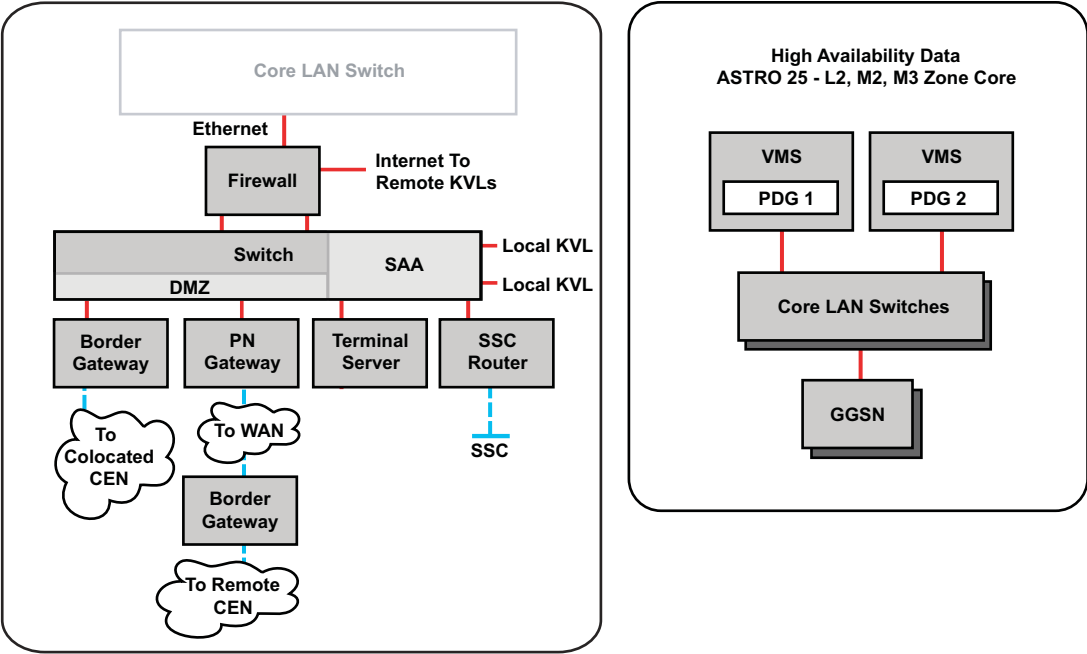 Core LAN Switch
Ethernet
Firewall
Internet To
Remote KVLs
Switch
SAA
DMZ
Local KVL
Local KVL
Border
Gateway
PN
Gateway
Terminal
Server
SSC
Router
To
Colocated
CEN
To WAN
SSC
Border
Gateway
To Remote
CEN
High Availability Data
ASTRO 25 - L2, M2, M3 Zone Core
VMS
PDG 1
VMS
PDG 2
Core LAN Switches
GGSN